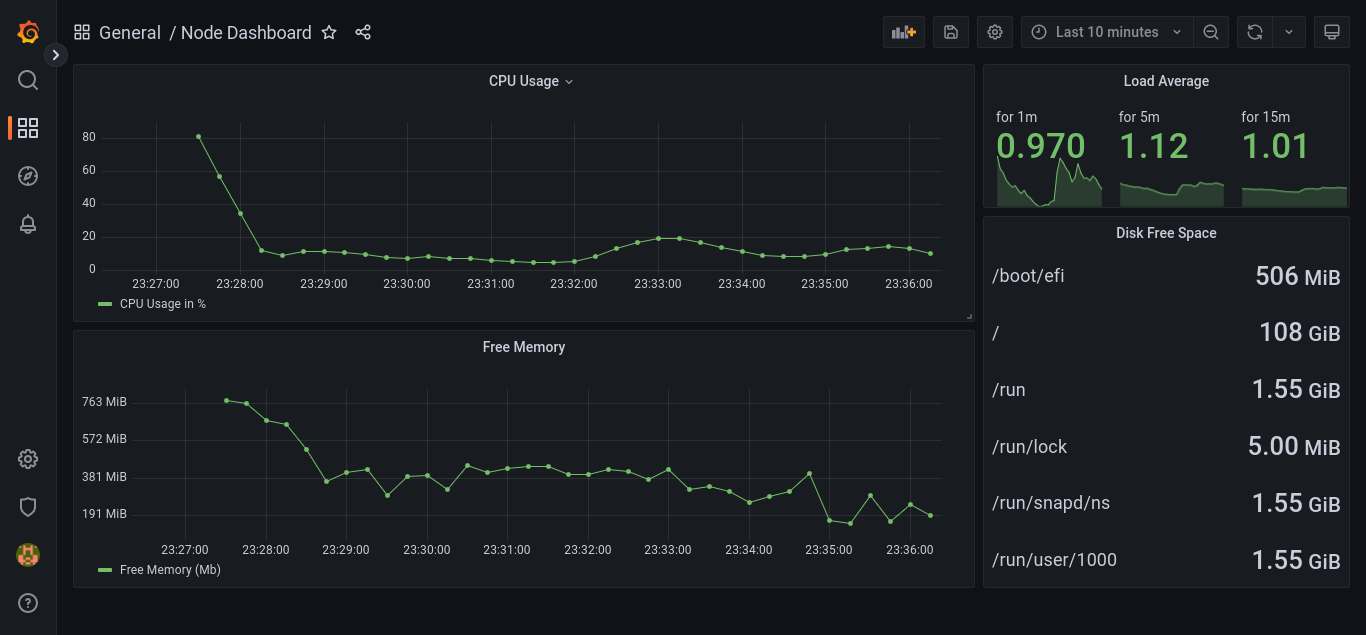 General / Node Dashboard
Last 10 minutes
CPU Usage
80
60
40
20
0
23:27:00 23:28:00 23:29:00 23:30:00 23:31:00 23:32:00 23:33:00 23:34:00 23:35:00 23:36:00
CPU Usage in %
Free Memory
763 MiB
572 MiB
381 MiB
191 MiB
23:27:00 23:28:00 23:29:00 23:30:00 23:31:00 23:32:00 23:33:00 23:34:00 23:35:00 23:36:00
Free Memory (Mb)
Load Average
for 1m for 5m for 15m
0.970 1.12 1.01
Disk Free Space
/boot/efi 506 MiB
/ 108 GiB
/run 1.55 GiB
/run/lock 5.00 MiB
/run/snapd/ns 1.55 GiB
/run/user/1000 1.55 GiB